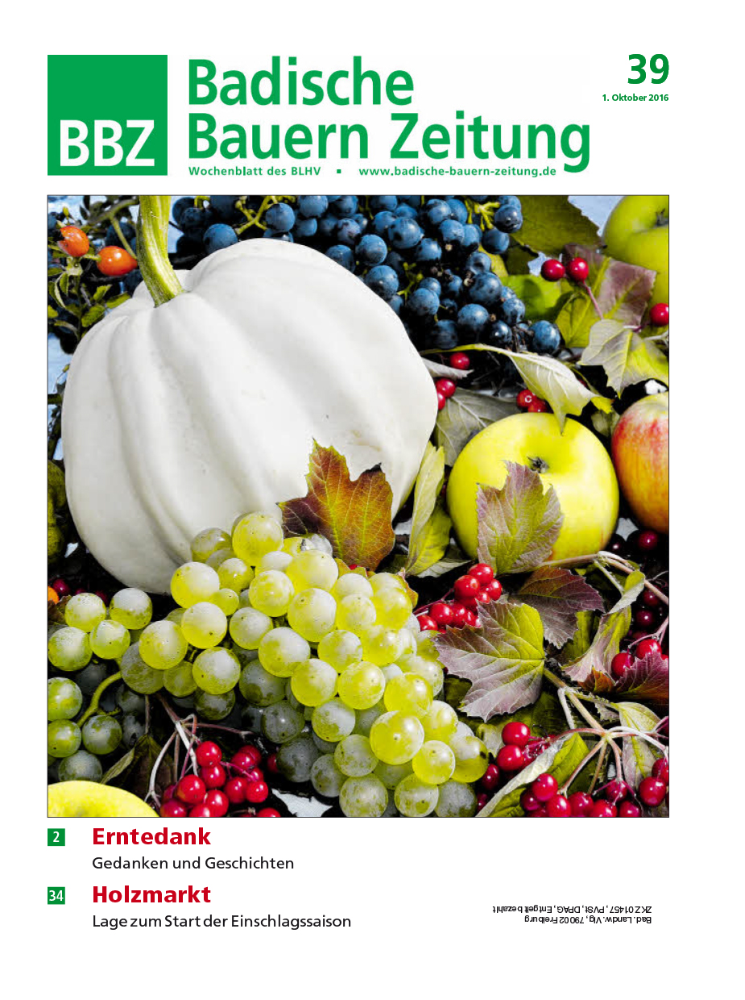 BBZ
Badische
Bauern Zeitung
Wochenblatt des BLHV ▪ www.badische-bauern-zeitung.de
39
1. Oktober 2016
2 Erntedank
Gedanken und Geschichten
34 Holzmarkt
Lage zum Start der Einschlagssaison
Bad. Landw. Vlg, 79002 Freiburg
ZKZ 01457, PVSt, DPAG, Entgelt bezahlt